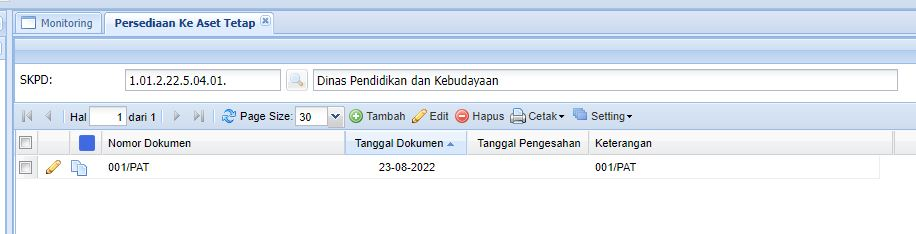 Monitoring Persediaan Ke Aset Tetap
SKPD: 1.01.2.22.5.04.01. Dinas Pendidikan dan Kebudayaan
Hal 1 dari 1 Page Size: 30 Tambah Edit Hapus Cetak Setting
Nomor Dokumen Tanggal Dokumen Tanggal Pengesahan Keterangan
001/PAT 23-08-2022 001/PAT